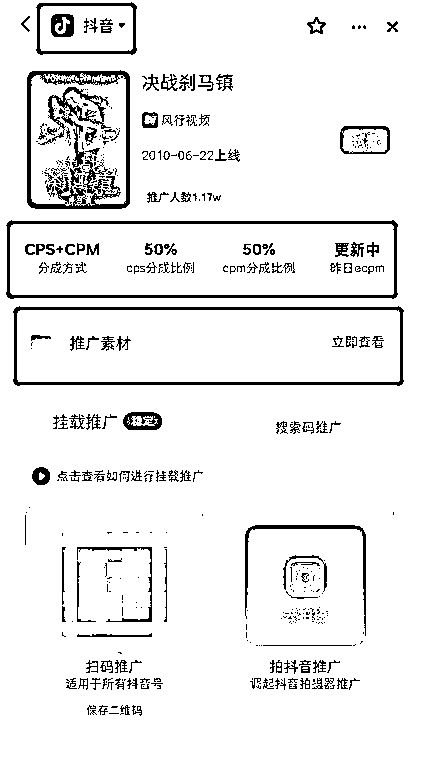 抖音
决战刹马镇
风行视频
2010-06-22上线
推广人数1.17w
CPS+CPM 50% 50% 更新中
分成方式 cps分成比例 cpm分成比例 昨日ecpm
推广素材 立即查看
挂载推广 稳定 搜索码推广
点击查看如何进行挂载推广
扫码推广 拍抖音推广
适用于所有抖音号 调起抖音拍摄器推广
保存二维码